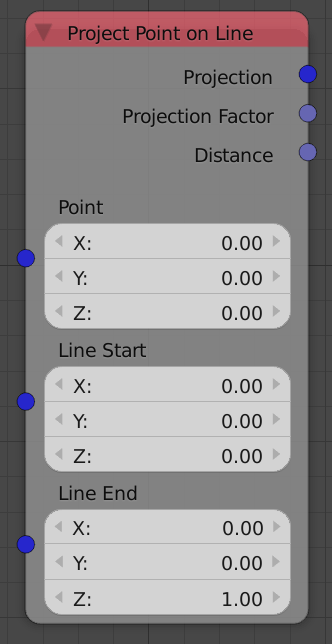 Project Point on Line
Projection
Projection Factor
Distance
Point
X: 0.00
Y: 0.00
Z: 0.00
Line Start
X: 0.00
Y: 0.00
Z: 0.00
Line End
X: 0.00
Y: 0.00
Z: 1.00